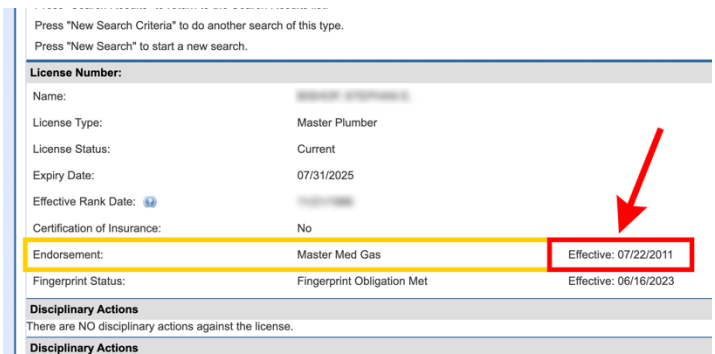 Press "New Search Criteria" to do another search of this type.
Press "New Search" to start a new search.
License Number:
Name:
License Type: Master Plumber
License Status: Current
Expiry Date: 07/31/2025
Effective Rank Date:
Certification of Insurance: No
Endorsement: Master Med Gas Effective: 07/22/2011
Fingerprint Status: Fingerprint Obligation Met Effective: 06/16/2023
Disciplinary Actions
There are NO disciplinary actions against the license.
Disciplinary Actions